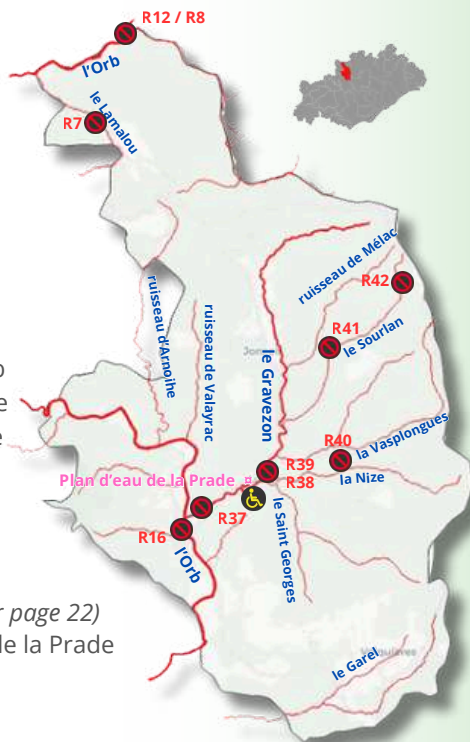 R12 / R8
l'Orb
le Lamalou
R7
ruisseau de Mélac
R42
R41
le Sourlan
ruisseau d'Arnoihe
ruisseau de Valayrac
le Gravezon
R40
la Vasplongues
R39
R38
la Nize
Plan d'eau de la Prade
R37
R16
l'Orb
le Saint Georges
r page 22)
de la Prade
le Garel